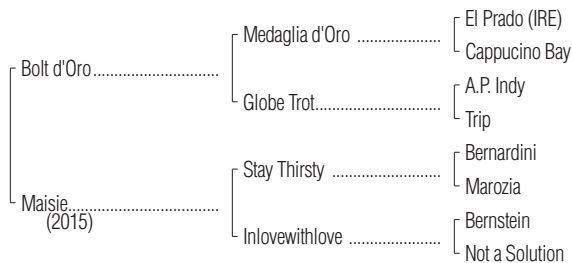 El Prado (IRE)
Medaglia d'Oro ..................
Cappucino Bay
Bolt d'Oro...........................
A.P. Indy
Globe Trot...........................
Trip
Bernardini
Stay Thirsty .......................
Marozia
Maisie.................................
(2015)
Bernstein
Inlovewithlove ....................
Not a Solution